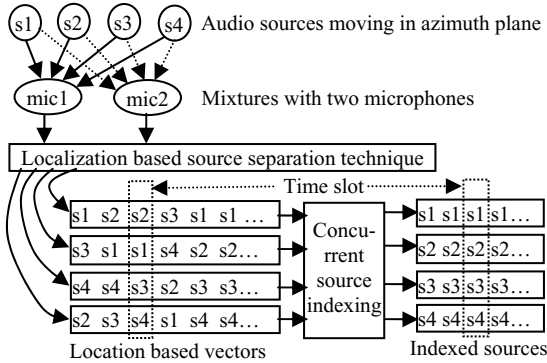 s1 s2 s3 s4 Audio sources moving in azimuth plane
mic1 mic2 Mixtures with two microphones
Localization based source separation technique
Time slot
s1 s2 s2 s3 s1 s1...
s3 s1 s1 s4 s2 s2...
s4 s4 s3 s2 s3 s3...
s2 s3 s4 s1 s4 s4...
Location based vectors
Concu-
rrent
source
indexing
s1 s1 s1 s1...
s2 s2 s2 s2...
s3 s3 s3 s3...
s4 s4 s4 s4...
Indexed sources